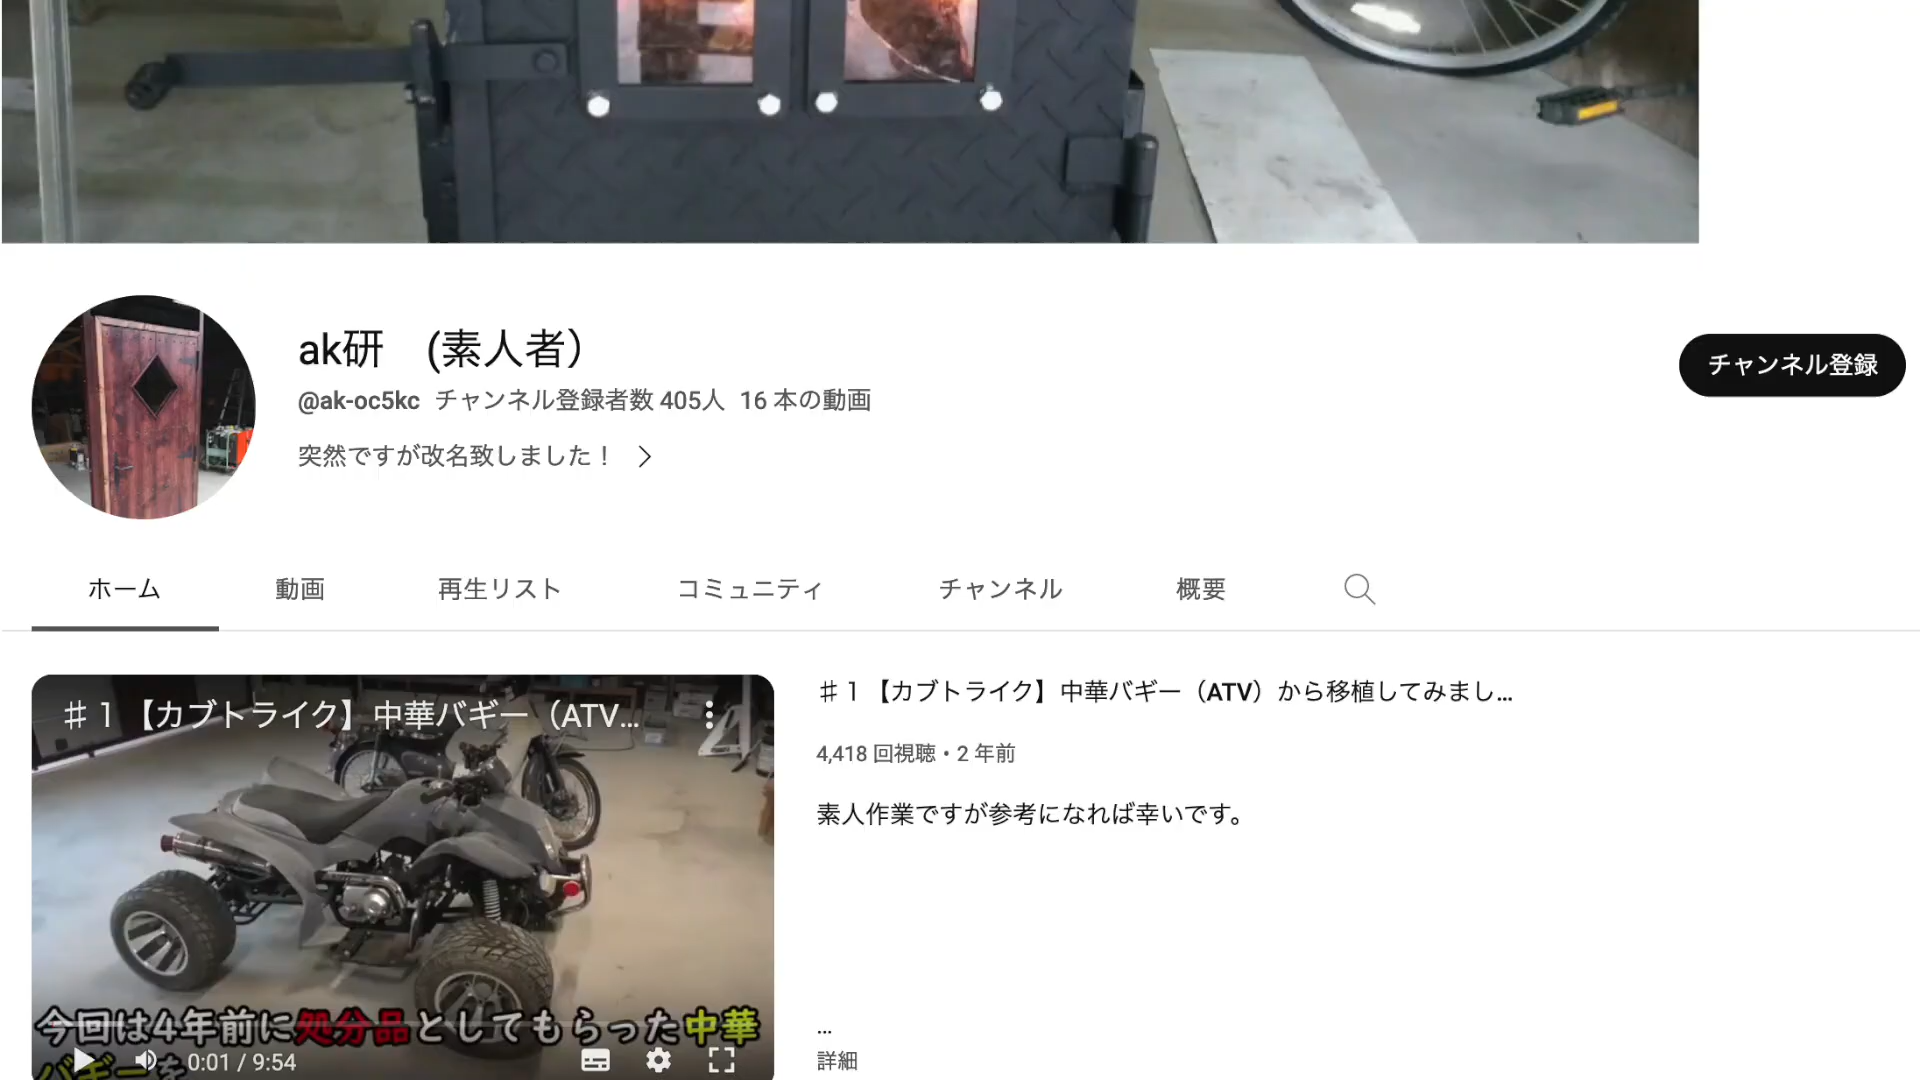 ak研　(素人者）
チャンネル登録
@ak-oc5kc チャンネル登録者数 405人 16 本の動画
突然ですが改名致しました！
ホーム 動画 再生リスト コミュニティ チャンネル 概要
＃１【カブトライク】中華バギー（ATV...
＃１【カブトライク】中華バギー（ATV）から移植してみまし...
4,418 回視聴・2 年前
素人作業ですが参考になれば幸いです。
今回は4年前に処分品としてもらった中華
バギーを
0:01 / 9:54
...
詳細